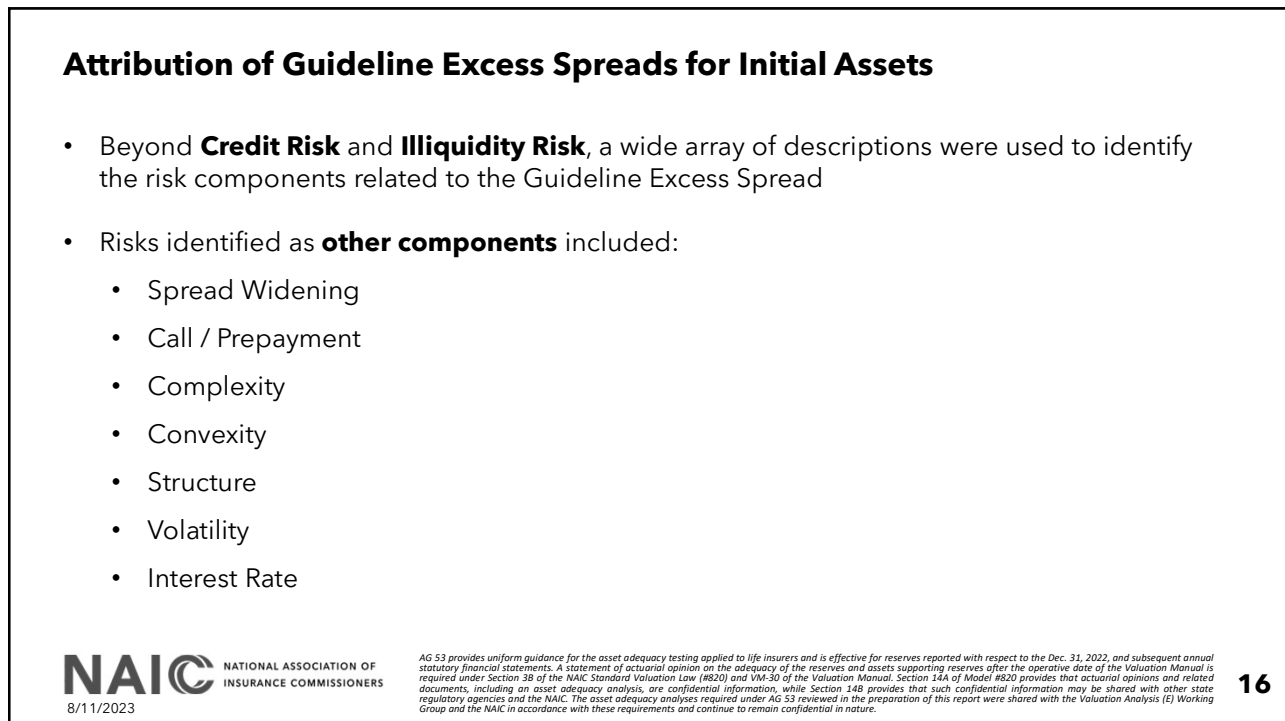 Attribution of Guideline Excess Spreads for Initial Assets
• Beyond Credit Risk and Illiquidity Risk, a wide array of descriptions were used to identify
the risk components related to the Guideline Excess Spread
• Risks identified as other components included:
• Spread Widening
• Call / Prepayment
• Complexity
• Convexity
• Structure
• Volatility
• Interest Rate
NAIC NATIONAL ASSOCIATION OF
INSURANCE COMMISSIONERS
8/11/2023
AG 53 provides uniform guidance for the asset adequacy testing applied to life insurers and is effective for reserves reported with respect to the Dec. 31, 2022, and subsequent annual
statutory financial statements. A statement of actuarial opinion on the adequacy of the reserves and assets supporting reserves after the operative date of the Valuation Manual is
required under Section 3B of the NAIC Standard Valuation Law (#820) and VM-30 of the Valuation Manual. Section 14A of Model #820 provides that actuarial opinions and related
documents, including an asset adequacy analysis, are confidential information, while Section 14B provides that such confidential information may be shared with other state
regulatory agencies and the NAIC. The asset adequacy analyses required under AG 53 reviewed in the preparation of this report were shared with the Valuation Analysis (E) Working
Group and the NAIC in accordance with these requirements and continue to remain confidential in nature.
16